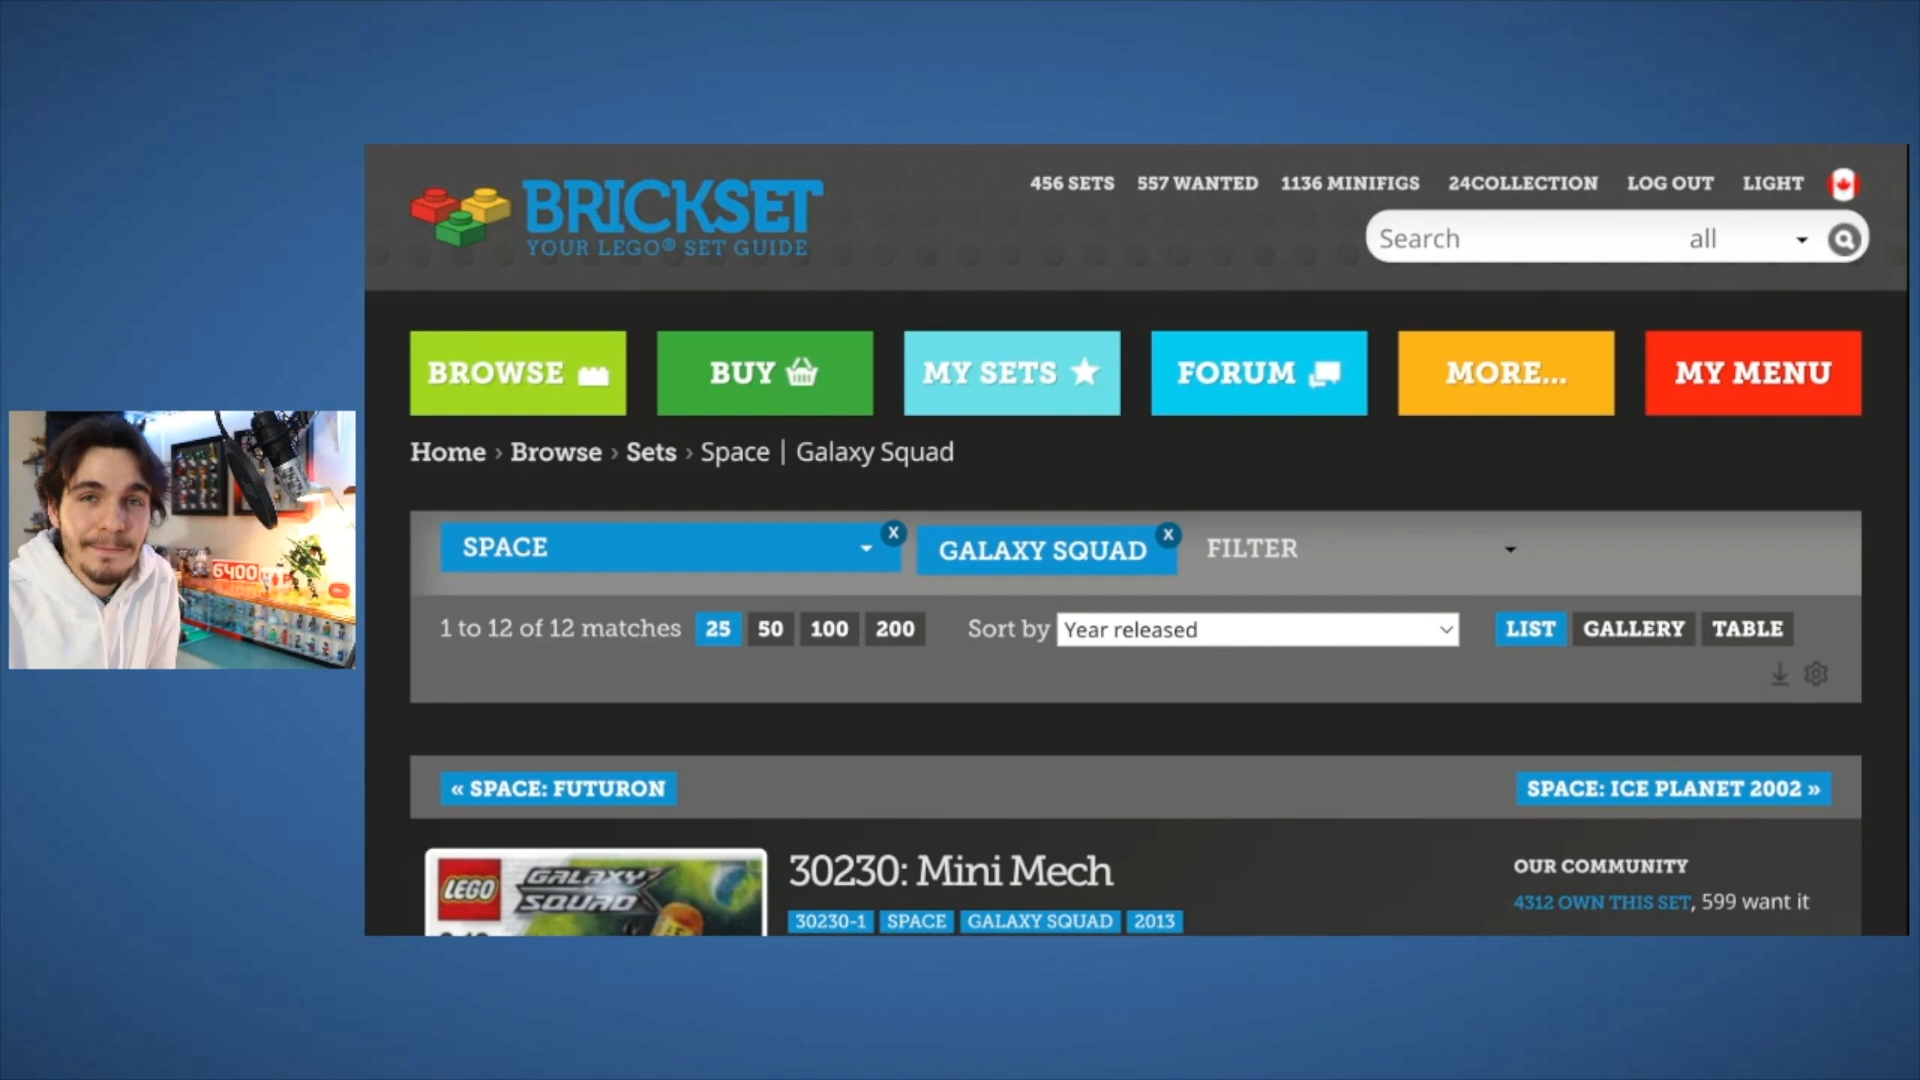 BRICKSET
YOUR LEGO® SET GUIDE
456 SETS 557 WANTED 1136 MINIFIGS 24COLLECTION LOG OUT LIGHT
Search all
BROWSE BUY MY SETS FORUM MORE... MY MENU
Home › Browse › Sets › Space | Galaxy Squad
SPACE X GALAXY SQUAD X FILTER
1 to 12 of 12 matches 25 50 100 200 Sort by Year released LIST GALLERY TABLE
6400
« SPACE: FUTURON SPACE: ICE PLANET 2002 »
LEGO GALAXY SQUAD
30230: Mini Mech
30230-1 SPACE GALAXY SQUAD 2013
OUR COMMUNITY
4312 OWN THIS SET, 599 want it